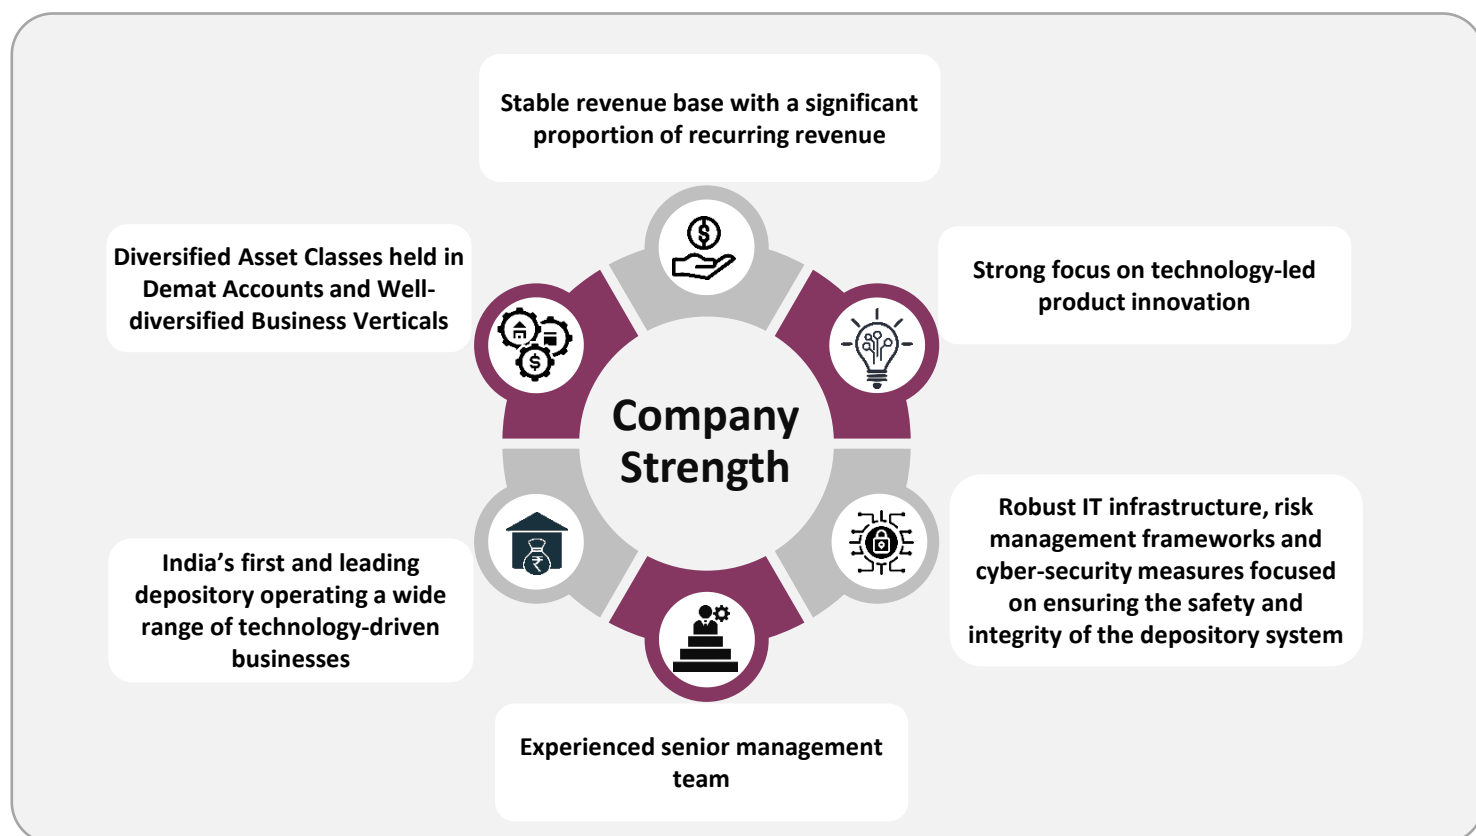 Stable revenue base with a significant
proportion of recurring revenue
Diversified Asset Classes held in
Demat Accounts and Well-
diversified Business Verticals
Strong focus on technology-led
product innovation
Company
Strength
India’s first and leading
depository operating a wide
range of technology-driven
businesses
Robust IT infrastructure, risk
management frameworks and
cyber-security measures focused
on ensuring the safety and
integrity of the depository system
Experienced senior management
team